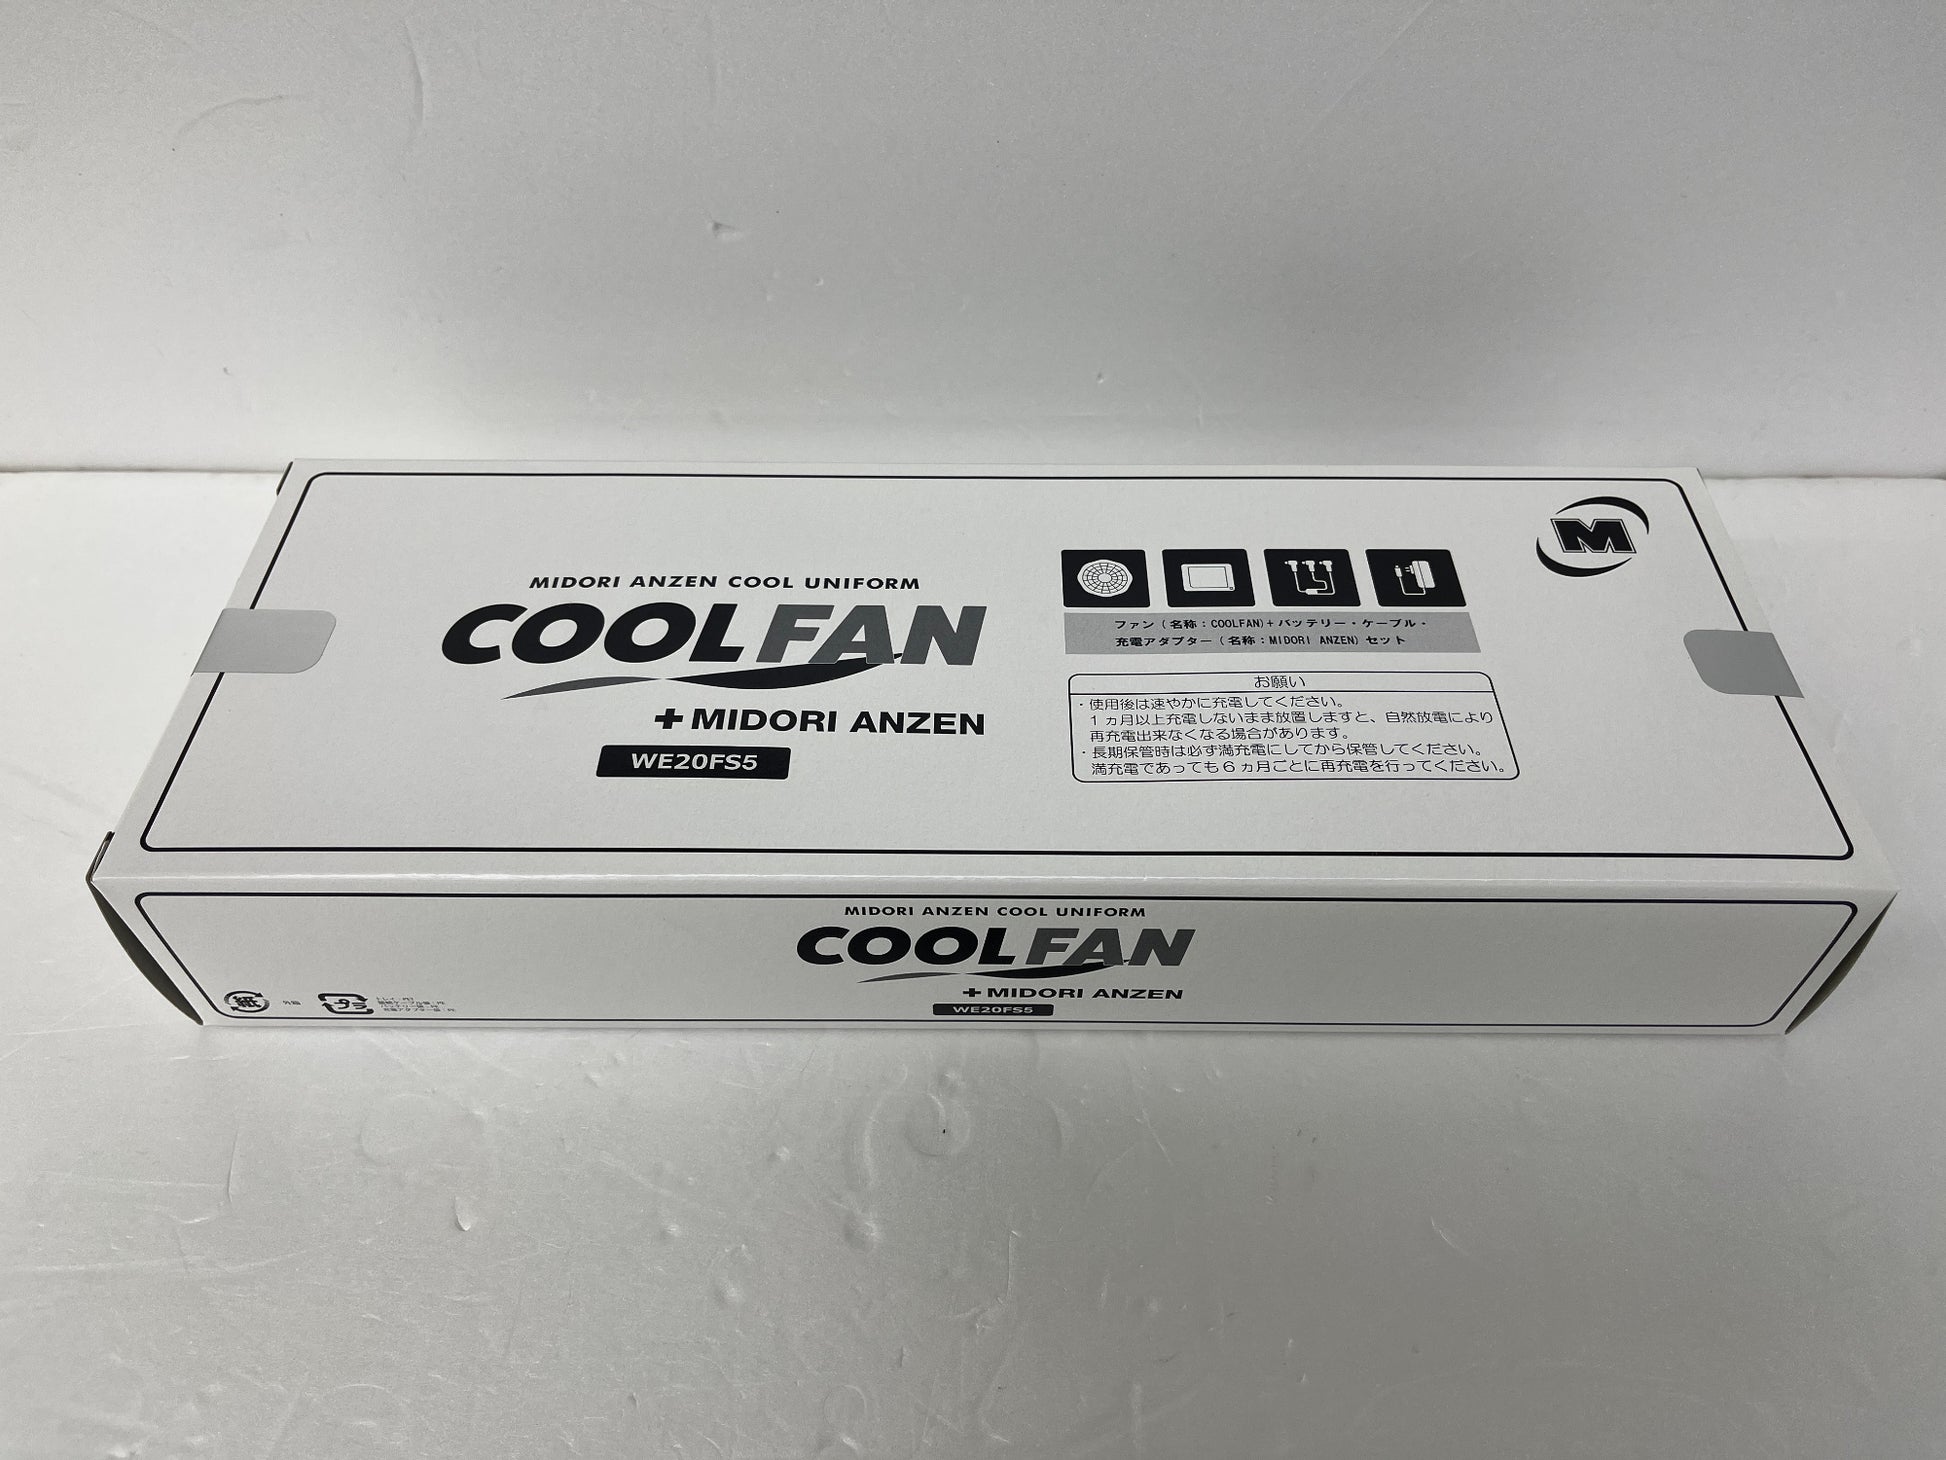 MIDORI ANZEN COOL UNIFORM
COOLFAN
+MIDORI ANZEN
WE20FS5
M
ファン(名称:COOLFAN)+バッテリー・ケーブル・
充電アダプター(名称:MIDORI ANZEN)セット
お願い
・使用後は速やかに充電してください。
1ヵ月以上充電しないまま放置しますと、自然放電により
再充電出来なくなる場合があります。
・長期保管時は必ず満充電にしてから保管してください。
満充電であっても6ヵ月ごとに再充電を行ってください。
MIDORI ANZEN COOL UNIFORM
COOLFAN
+MIDORI ANZEN
WE20FS5
紙
外箱
プラ